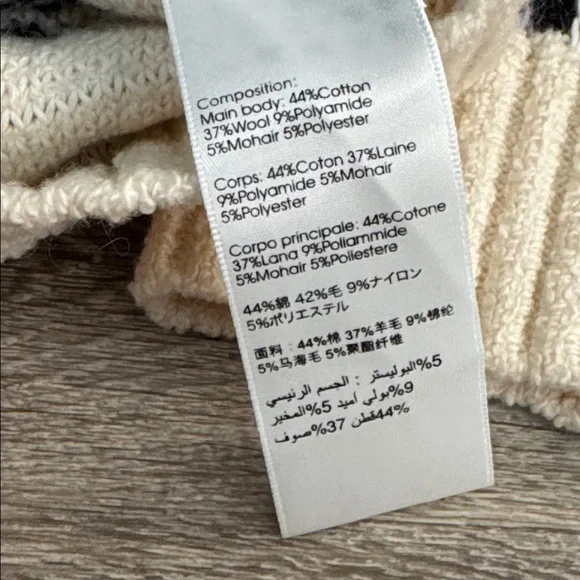 Composition:
Main body: 44%Cotton
37%Wool 9%Polyamide
5%Mohair 5%Polyester
Corps: 44%Coton 37%Laine
9%Polyamide 5%Mohair
5%Polyester
Corpo principale: 44%Cotone
37%Lana 9%Poliammide
5%Mohair 5%Poliestere
44%綿 42%毛 9%ナイロン
5%ポリエステル
面料：44%棉 37%羊毛 9%锦纶
5%马海毛 5%聚酯纤维
5%البوليستر : الجسم الرئيسي
9%بولي أميد 5%المخير
44%قطن 37%صوف